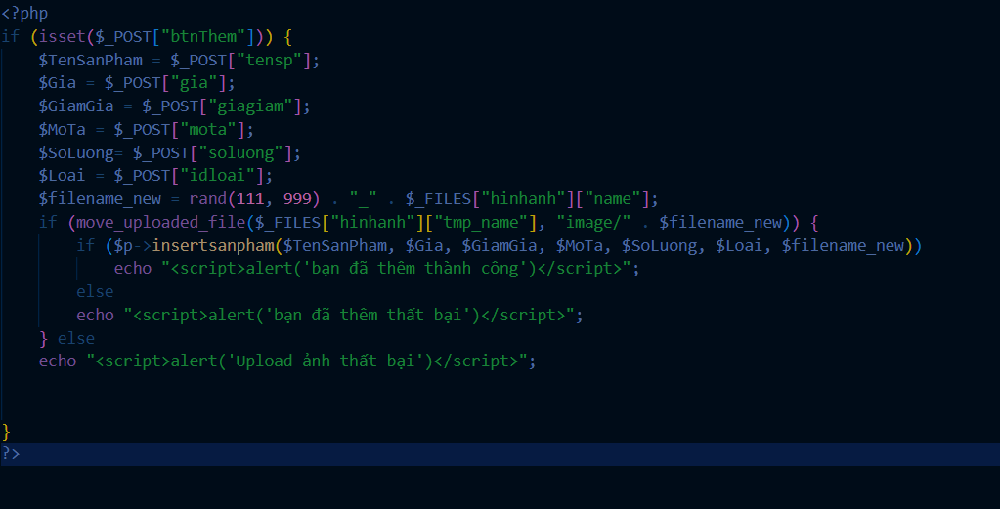 <?php
if (isset($_POST["btnThem"])) {
    $TenSanPham = $_POST["tensp"];
    $Gia = $_POST["gia"];
    $GiamGia = $_POST["giagiam"];
    $MoTa = $_POST["mota"];
    $SoLuong= $_POST["soluong"];
    $Loai = $_POST["idloai"];
    $filename_new = rand(111, 999) . "_" . $_FILES["hinhanh"]["name"];
    if (move_uploaded_file($_FILES["hinhanh"]["tmp_name"], "image/" . $filename_new)) {
        if ($p->insertsanpham($TenSanPham, $Gia, $GiamGia, $MoTa, $SoLuong, $Loai, $filename_new))
            echo "<script>alert('bạn đã thêm thành công')</script>";
        else
        echo "<script>alert('bạn đã thêm thất bại')</script>";
    } else
    echo "<script>alert('Upload ảnh thất bại')</script>";
}
?>